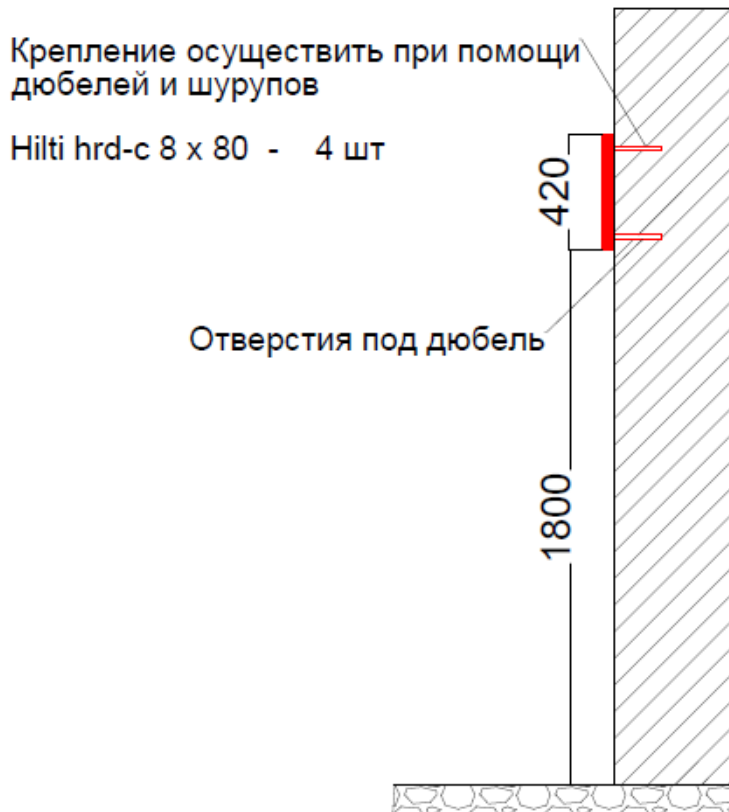 Крепление осуществить при помощи
дюбелей и шурупов
Hilti hrd-c 8 x 80 - 4 шт
420
Отверстия под дюбель
1800